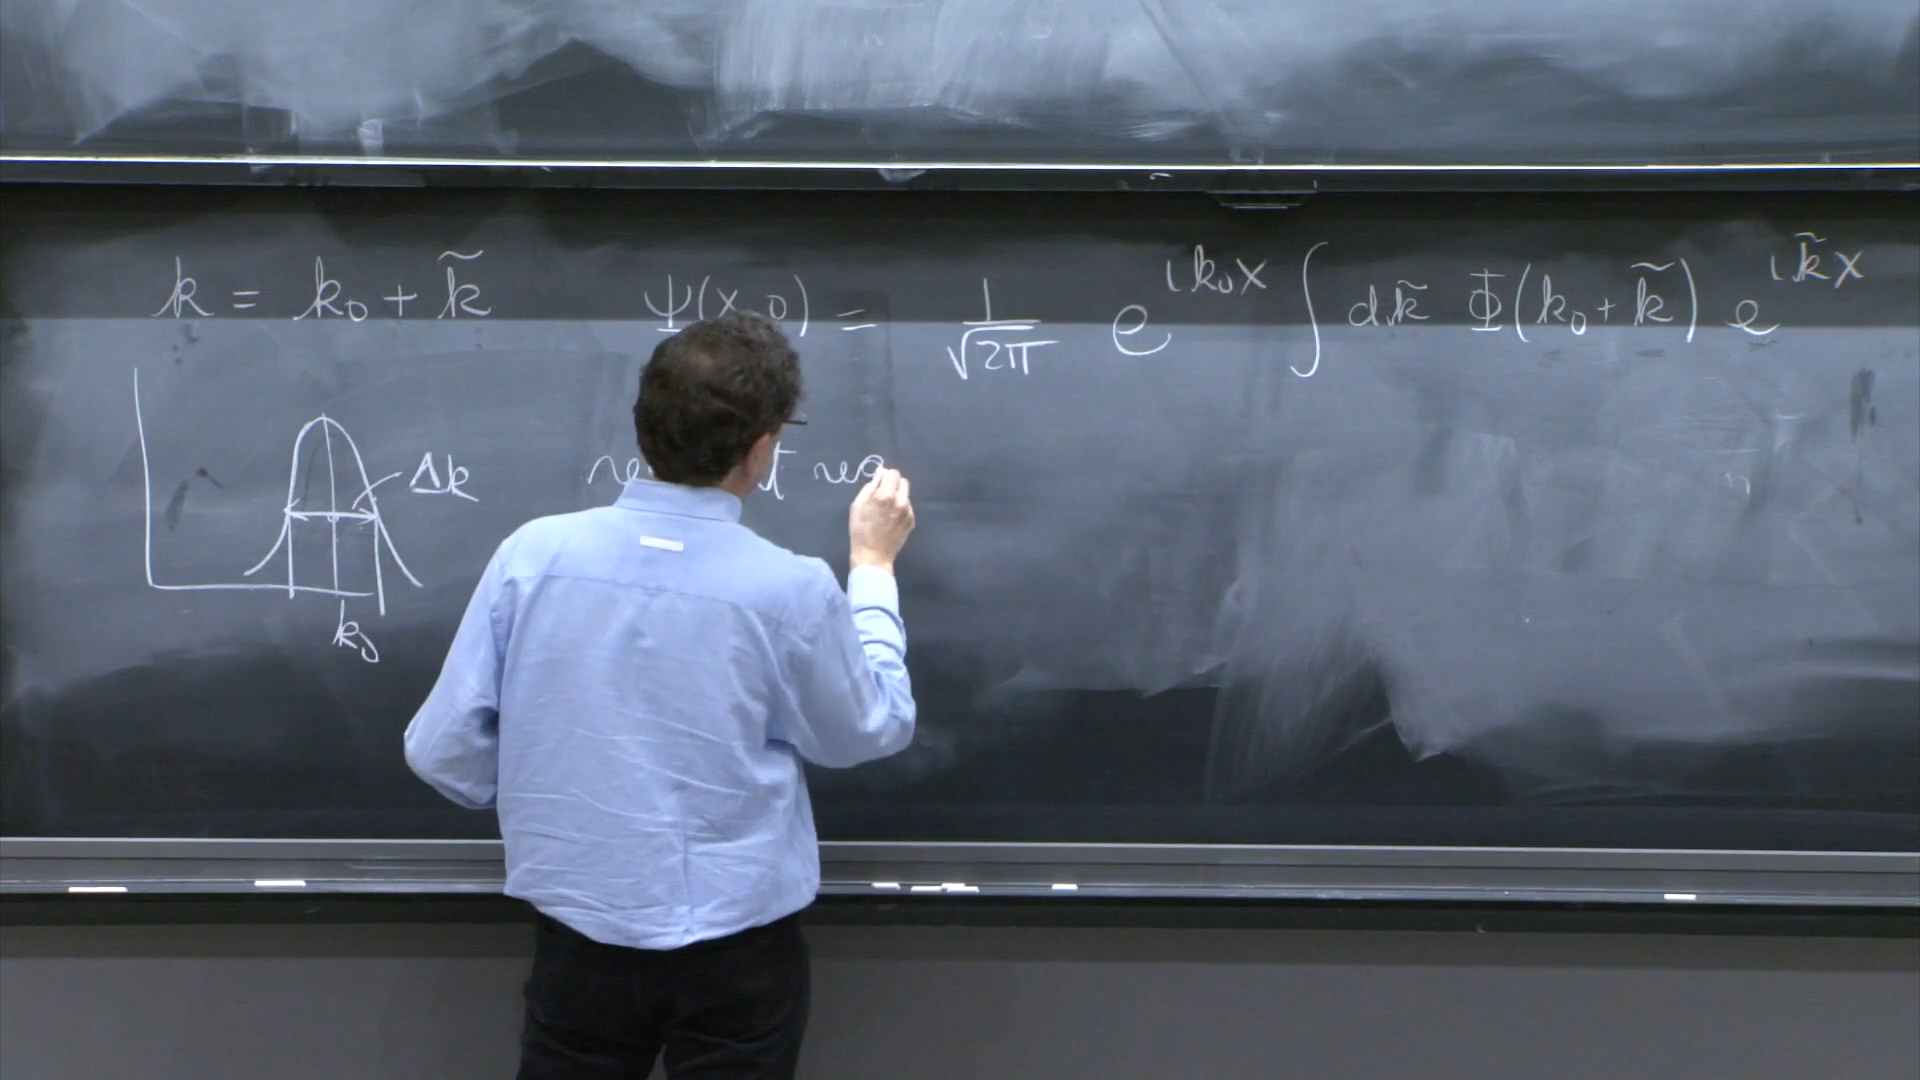 k = k₀ + k̃
Ψ(x,0) = 1/√2π e^{ik₀x} ∫ dk̃ Φ(k₀ + k̃) e^{ik̃x}
Δk
k₀